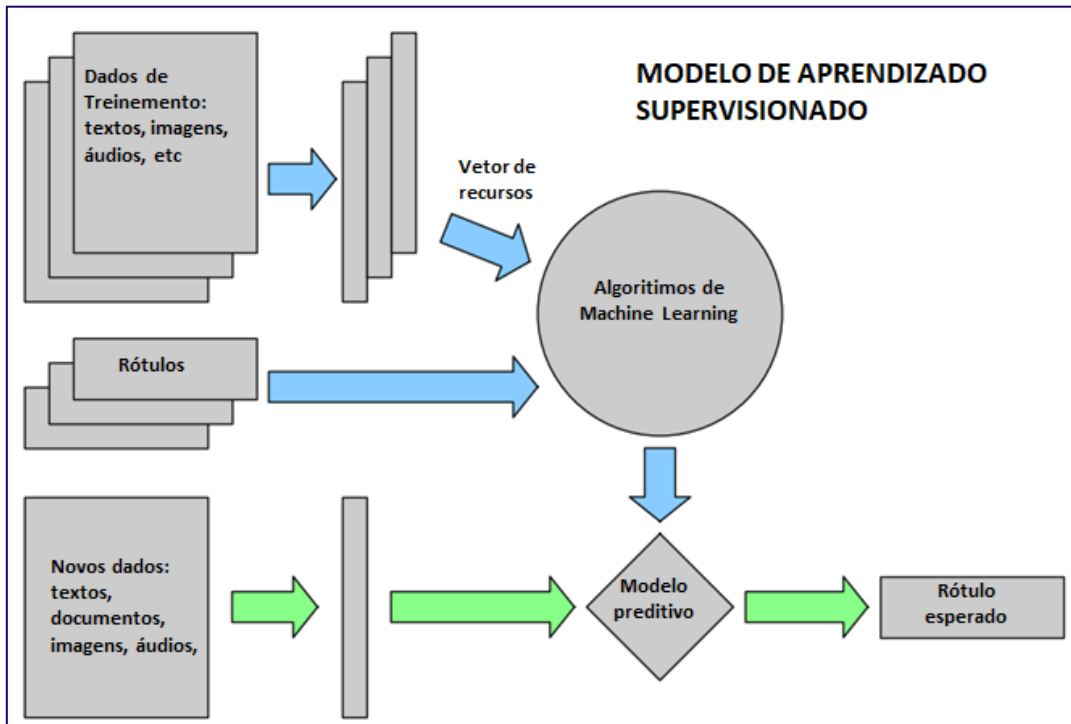 MODELO DE APRENDIZADO
SUPERVISIONADO
Dados de
Treinemento:
textos, imagens,
áudios, etc
Vetor de
recursos
Algoritimos de
Machine Learning
Rótulos
Novos dados:
textos,
documentos,
imagens, áudios,
Modelo
preditivo
Rótulo
esperado